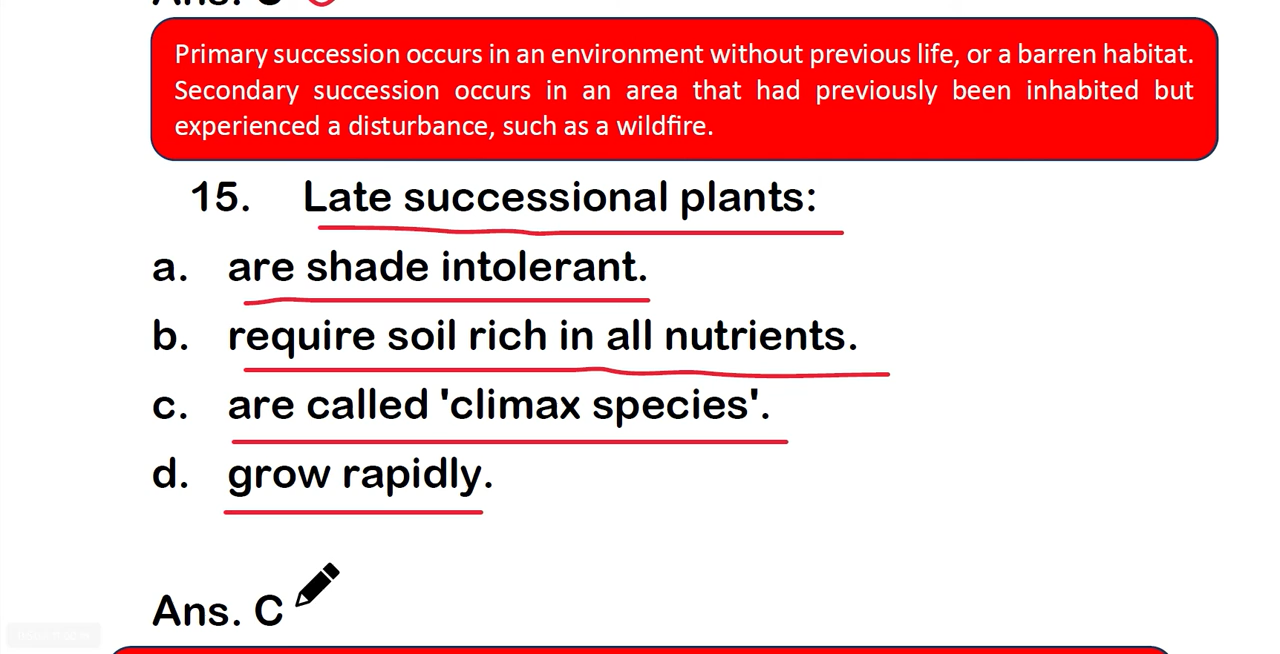 Ans. C
Primary succession occurs in an environment without previous life, or a barren habitat.
Secondary succession occurs in an area that had previously been inhabited but
experienced a disturbance, such as a wildfire.
15. Late successional plants:
a. are shade intolerant.
b. require soil rich in all nutrients.
c. are called 'climax species'.
d. grow rapidly.
Ans. C